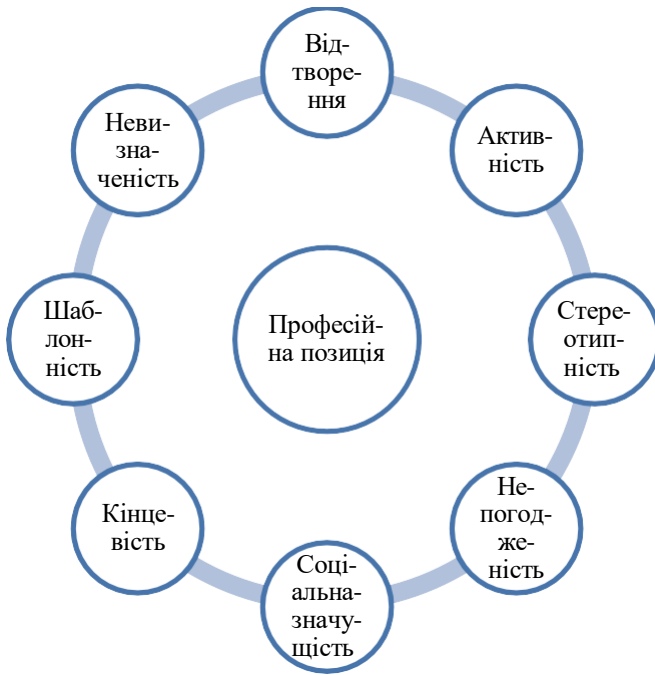 Від-
творе-
ння
Актив-
ність
Стере-
отип-
ність
Не-
погод-
же-
ність
Соці-
альна-
значу-
щість
Кінце-
вість
Шаб-
лон-
ність
Неви-
зна-
ченість
Професій-
на позиція